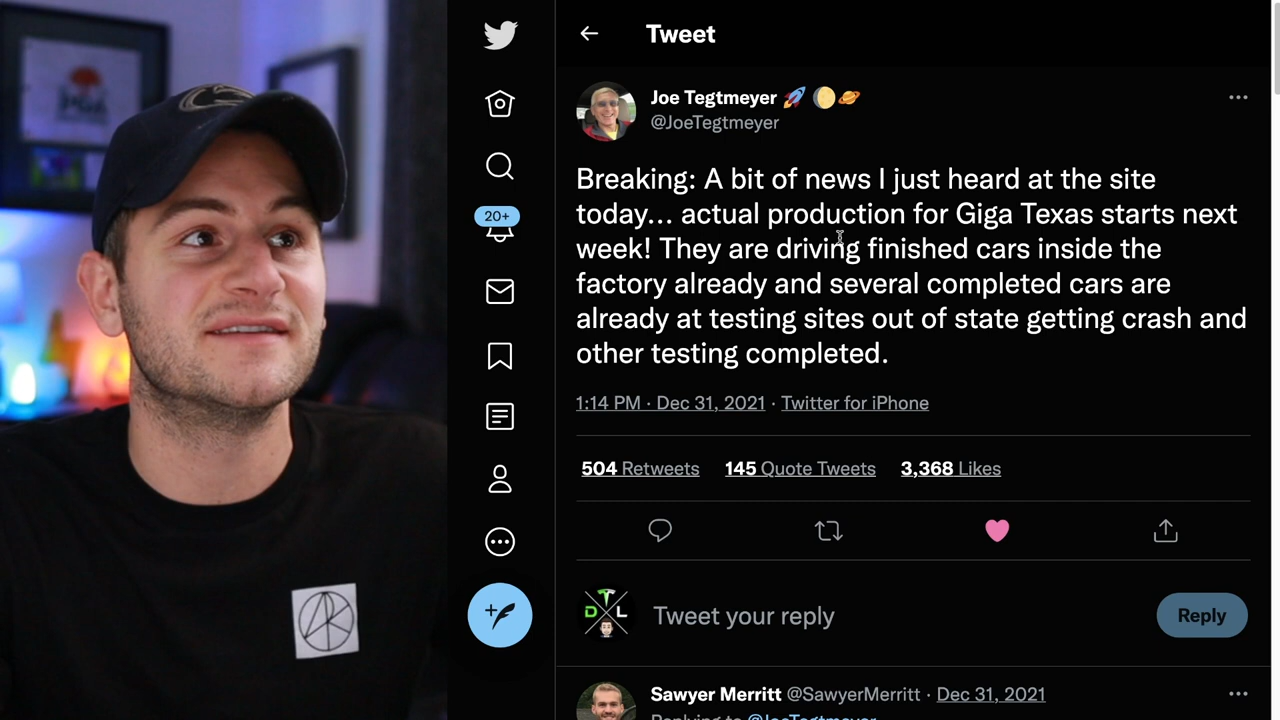 Tweet
Joe Tegtmeyer 🚀 🌔🪐
@JoeTegtmeyer
Breaking: A bit of news I just heard at the site
today... actual production for Giga Texas starts next
week! They are driving finished cars inside the
factory already and several completed cars are
already at testing sites out of state getting crash and
other testing completed.
1:14 PM · Dec 31, 2021 · Twitter for iPhone
504 Retweets 145 Quote Tweets 3,368 Likes
20+
D L
Tweet your reply
Reply
Sawyer Merritt @SawyerMerritt · Dec 31, 2021
Replying to @JoeTegtmeyer